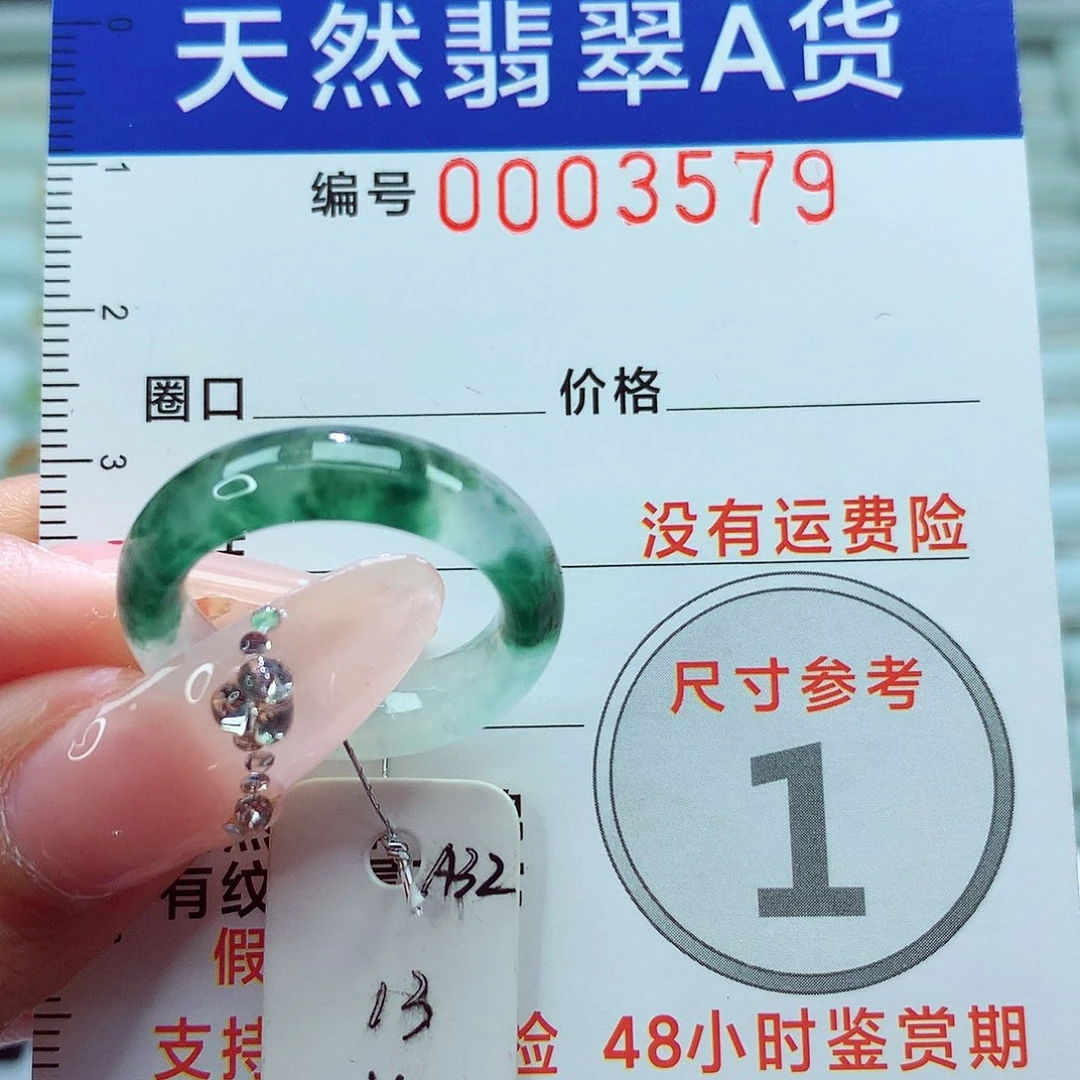 天然翡翠A货
编号 0003579
0
1
2
3
圈口 价格
没有运费险
尺寸参考
1
A32
有纹
假
13
支持 险 48小时鉴赏期